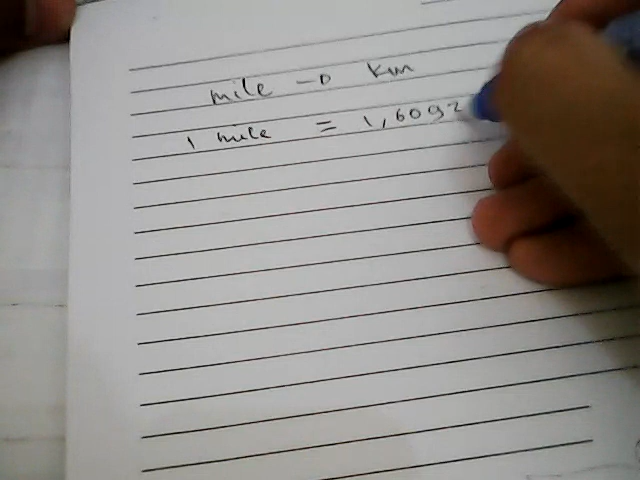 mile → km
1 mile = 1,6092